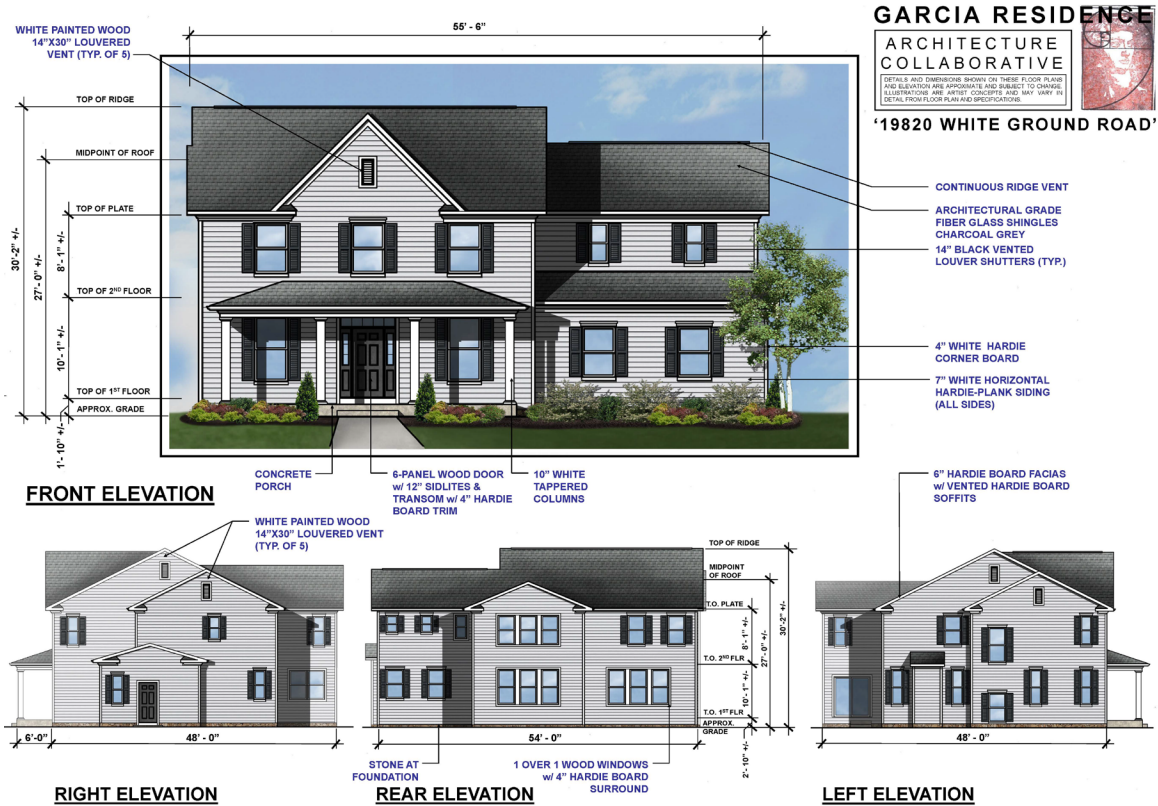 GARCIA RESIDENCE
ARCHITECTURE
COLLABORATIVE
DETAILS AND DIMENSIONS SHOWN ON THESE FLOOR PLANS
AND ELEVATION ARE APPOXIMATE AND SUBJECT TO CHANGE.
ILLUSTRATIONS ARE ARTIST CONCEPTS AND MAY VARY IN
DETAIL FROM FLOOR PLAN AND SPECIFICATIONS.
‘19820 WHITE GROUND ROAD’
55’ - 6”
WHITE PAINTED WOOD
14”X30” LOUVERED
VENT (TYP. OF 5)
TOP OF RIDGE
MIDPOINT OF ROOF
TOP OF PLATE
TOP OF 2ND FLOOR
TOP OF 1ST FLOOR
APPROX. GRADE
30’-2” +/-
27’- 0” +/-
8’- 1” +/-
10’- 1” +/-
1’- 10” +/-
CONTINUOUS RIDGE VENT
ARCHITECTURAL GRADE
FIBER GLASS SHINGLES
CHARCOAL GREY
14” BLACK VENTED
LOUVER SHUTTERS (TYP.)
4” WHITE HARDIE
CORNER BOARD
7” WHITE HORIZONTAL
HARDIE-PLANK SIDING
(ALL SIDES)
CONCRETE
PORCH
6-PANEL WOOD DOOR
w/ 12” SIDLITES &
TRANSOM w/ 4” HARDIE
BOARD TRIM
10” WHITE
TAPPERED
COLUMNS
FRONT ELEVATION
6” HARDIE BOARD FACIAS
w/ VENTED HARDIE BOARD
SOFFITS
WHITE PAINTED WOOD
14”X30” LOUVERED VENT
(TYP. OF 5)
6’-0”
48’ - 0”
RIGHT ELEVATION
TOP OF RIDGE
MIDPOINT
OF ROOF
T.O. PLATE
T.O. 2ND FLR
T.O. 1ST FLR
APPROX.
GRADE
8’- 1” +/-
10’- 1” +/-
27’- 0” +/-
30’-2” +/-
2’- 10” +/-
54’ - 0”
STONE AT
FOUNDATION
1 OVER 1 WOOD WINDOWS
w/ 4” HARDIE BOARD
SURROUND
REAR ELEVATION
48’ - 0”
LEFT ELEVATION